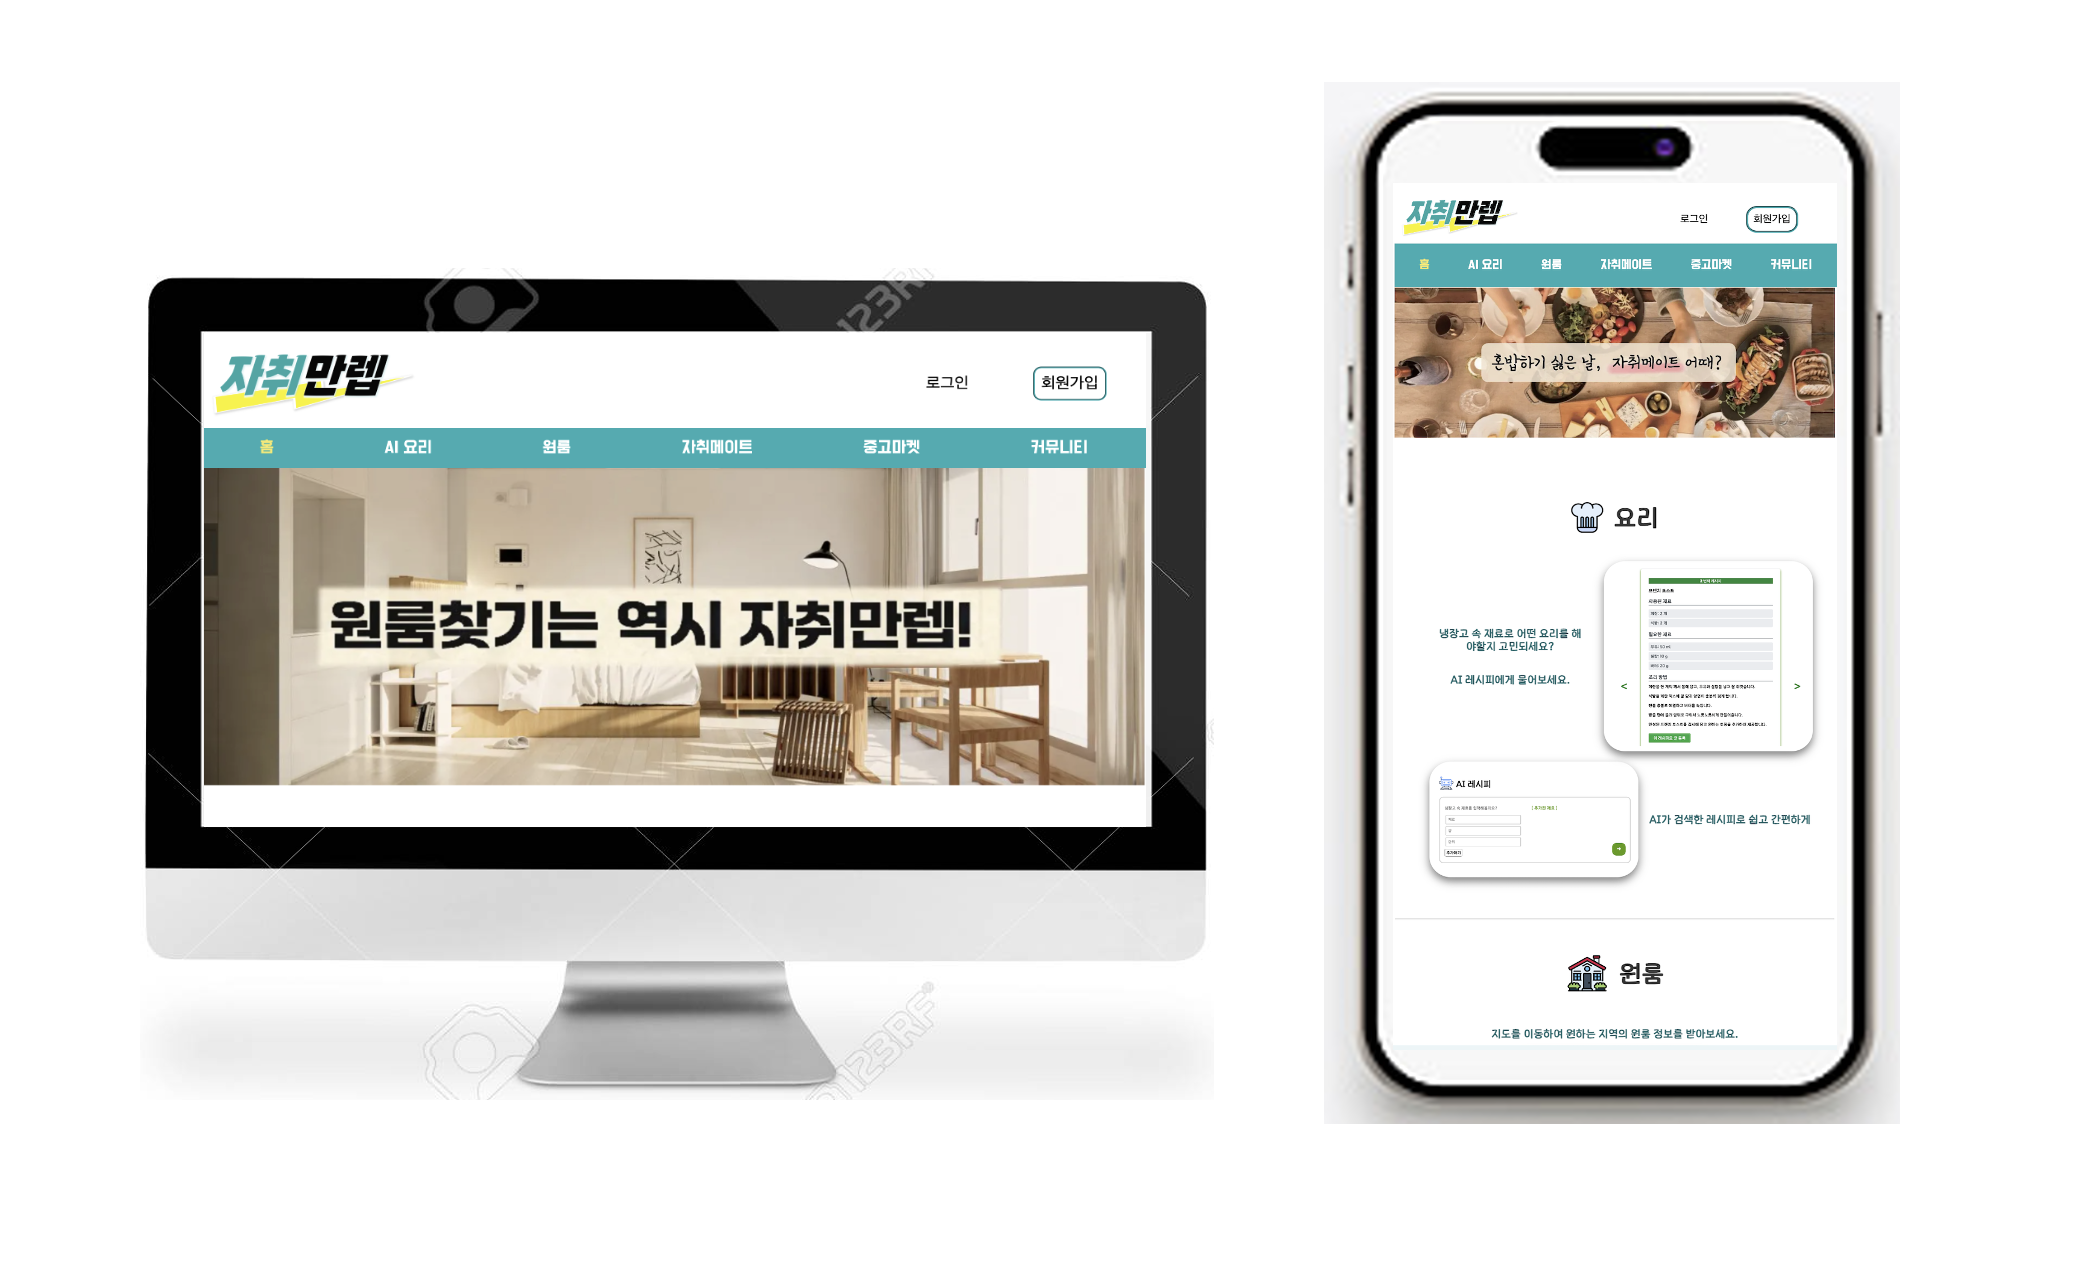 자취만렙
로그인
회원가입
홈
AI 요리
원룸
자취메이트
중고마켓
커뮤니티
원룸찾기는 역시 자취만렙!
123RF
123RF®
자취만렙
로그인
회원가입
홈
AI 요리
원룸
자취메이트
중고마켓
커뮤니티
혼밥하기 싫은 날, 자취메이트 어때?
요리
냉장고 속 재료로 어떤 요리를 해
야할지 고민되세요?
AI 레시피에게 물어보세요.
<
>
AI 레시피
추가하기
AI가 검색한 레시피로 쉽고 간편하게
원룸
지도를 이동하여 원하는 지역의 원룸 정보를 받아보세요.